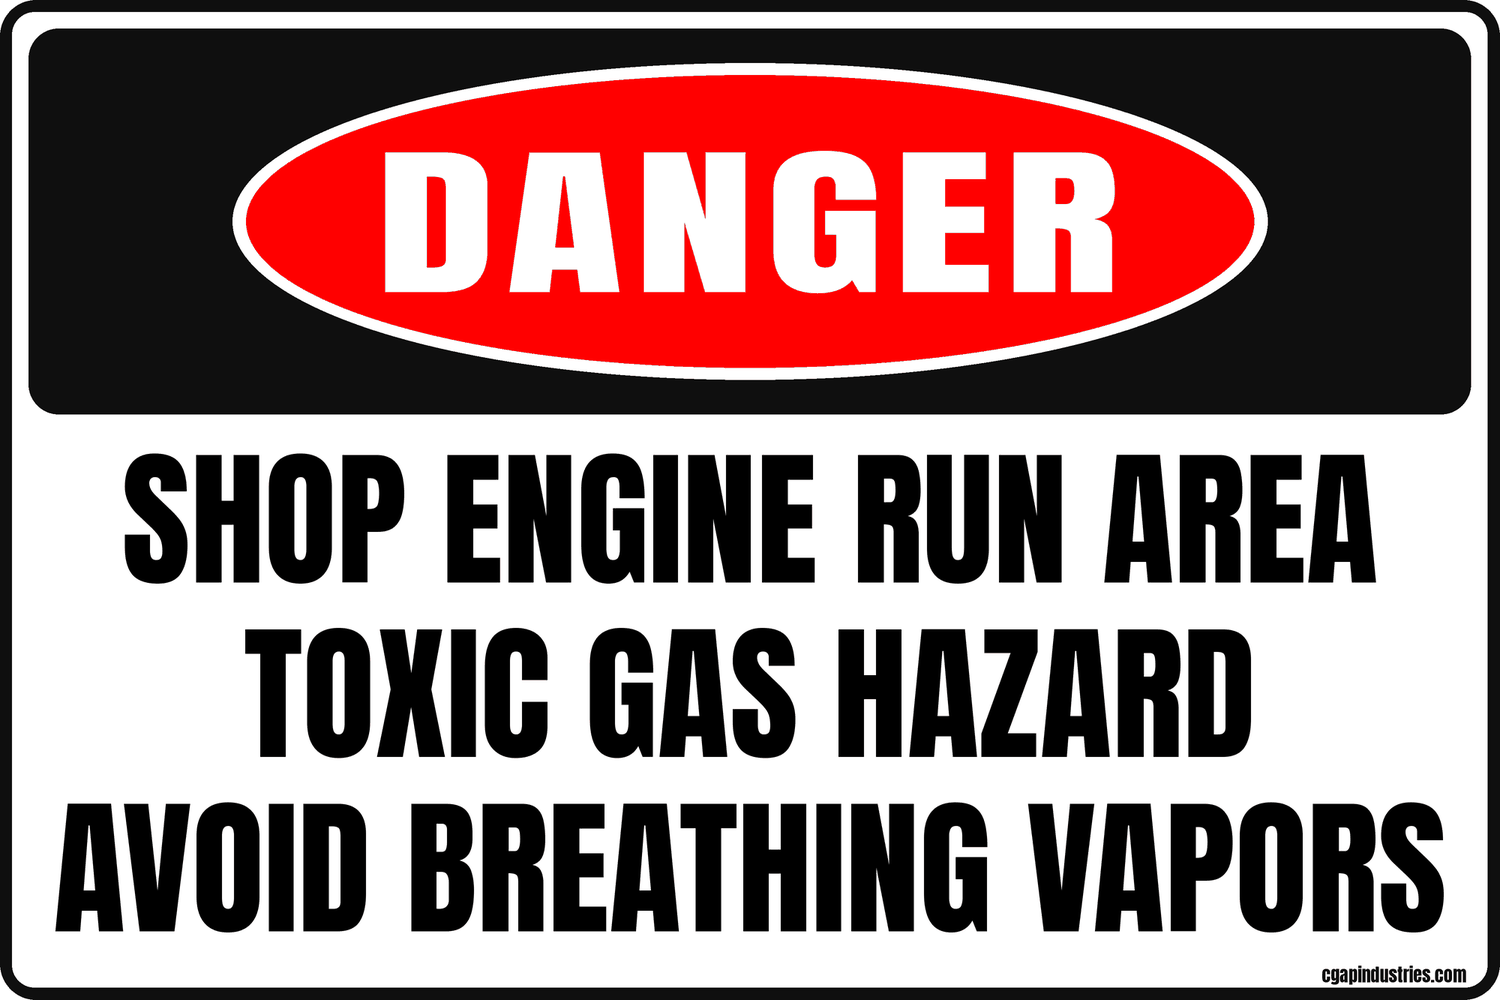 DANGER
SHOP ENGINE RUN AREA
TOXIC GAS HAZARD
AVOID BREATHING VAPORS
cgapindustries.com